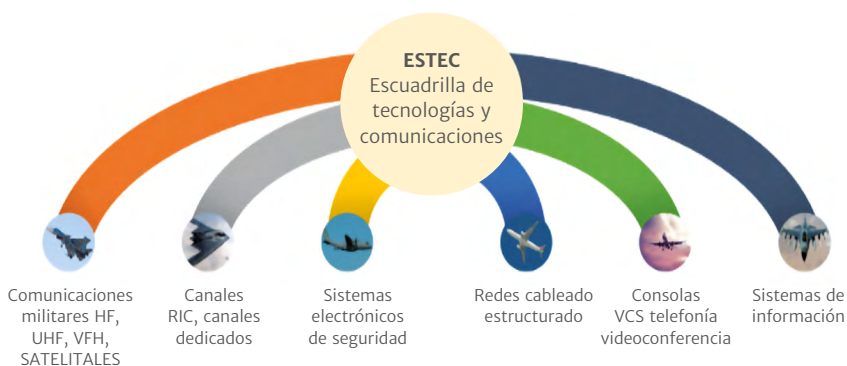 ESTEC
Escuadrilla de
tecnologías y
comunicaciones
Comunicaciones
militares HF,
UHF, VFH,
SATELITALES
Canales
RIC, canales
dedicados
Sistemas
electrónicos
de seguridad
Redes cableado
estructurado
Consolas
VCS telefonía
videoconferencia
Sistemas de
información